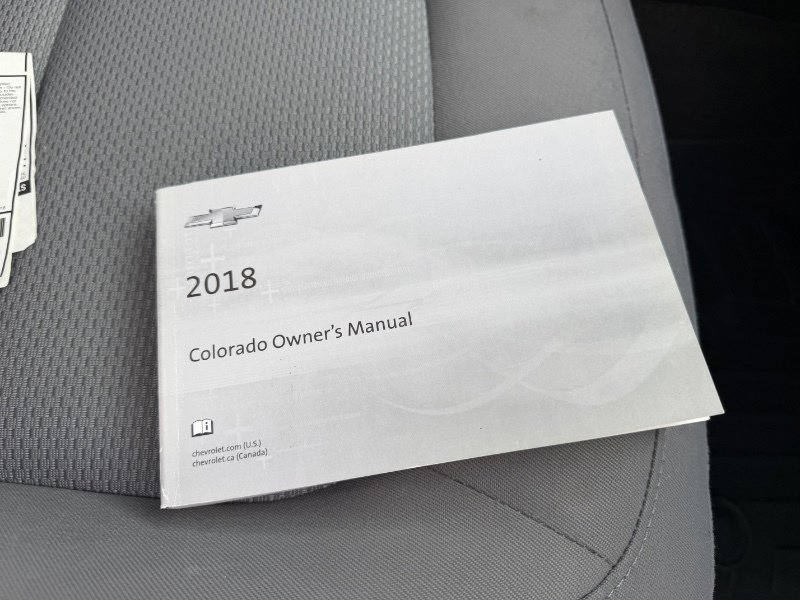 2018
Colorado Owner's Manual
chevrolet.com (U.S.)
chevrolet.ca (Canada)